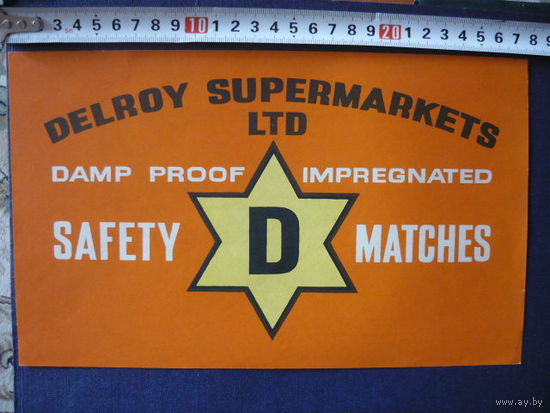 3 4 5 6 7 8 9 10 1 2 3 4 5 6 7 8 9 20 1 2 3 4 5 6 7 8 9
DELROY SUPERMARKETS
LTD
DAMP PROOF IMPREGNATED
SAFETY D MATCHES
www.ay.by